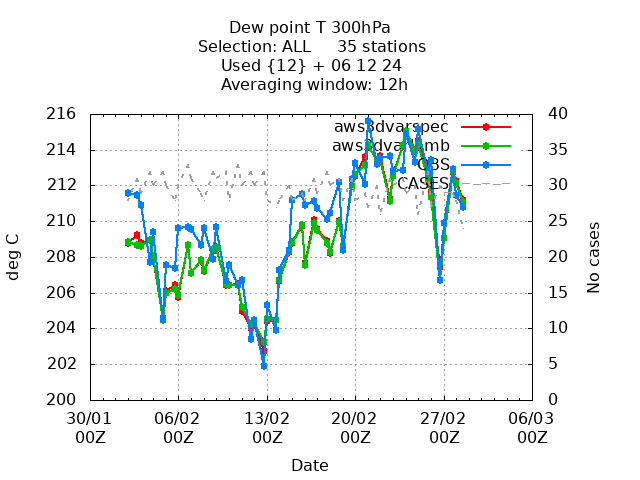 Dew point T 300hPa
Selection: ALL 35 stations
Used {12} + 06 12 24
Averaging window: 12h
216 40
aws3dvarspec
214 35
OBS
212 CASES 30
210 25
208 20
206 15
204 10
202 5
200 0
deg C
No cases
30/01 06/02 13/02 20/02 27/02 06/03
00Z 00Z 00Z 00Z 00Z 00Z
Date